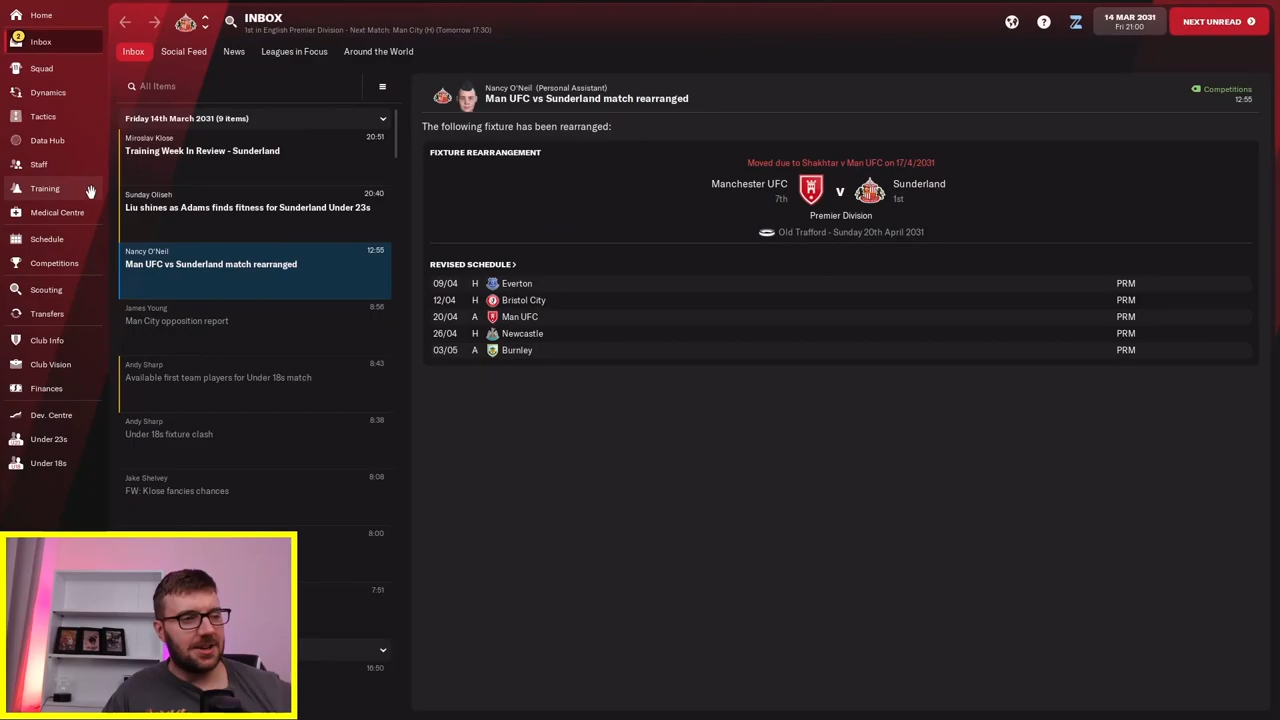 Home
2
Inbox
Squad
Dynamics
Tactics
Data Hub
Staff
Training
Medical Centre
Schedule
Competitions
Scouting
Transfers
Club Info
Club Vision
Finances
Dev. Centre
Under 23s
Under 18s
INBOX
1st in English Premier Division - Next Match: Man City (H) (Tomorrow 17:30)
14 MAR 2031
Fri 21:00
NEXT UNREAD
Inbox
Social Feed
News
Leagues in Focus
Around the World
All Items
Friday 14th March 2031 (9 items)
Miroslav Klose 20:51
Training Week In Review - Sunderland
Sunday Oliseh 20:40
Liu shines as Adams finds fitness for Sunderland Under 23s
Nancy O'Neil 12:55
Man UFC vs Sunderland match rearranged
James Young 8:56
Man City opposition report
Andy Sharp 8:43
Available first team players for Under 18s match
Andy Sharp 8:38
Under 18s fixture clash
Jake Shelvey 8:08
FW: Klose fancies chances
8:00
7:51
16:50
Nancy O'Neil (Personal Assistant)
Man UFC vs Sunderland match rearranged
Competitions
12:55
The following fixture has been rearranged:
FIXTURE REARRANGEMENT
Moved due to Shakhtar v Man UFC on 17/4/2031
Manchester UFC v Sunderland
7th 1st
Premier Division
Old Trafford - Sunday 20th April 2031
REVISED SCHEDULE >
09/04 H Everton PRM
12/04 H Bristol City PRM
20/04 A Man UFC PRM
26/04 H Newcastle PRM
03/05 A Burnley PRM